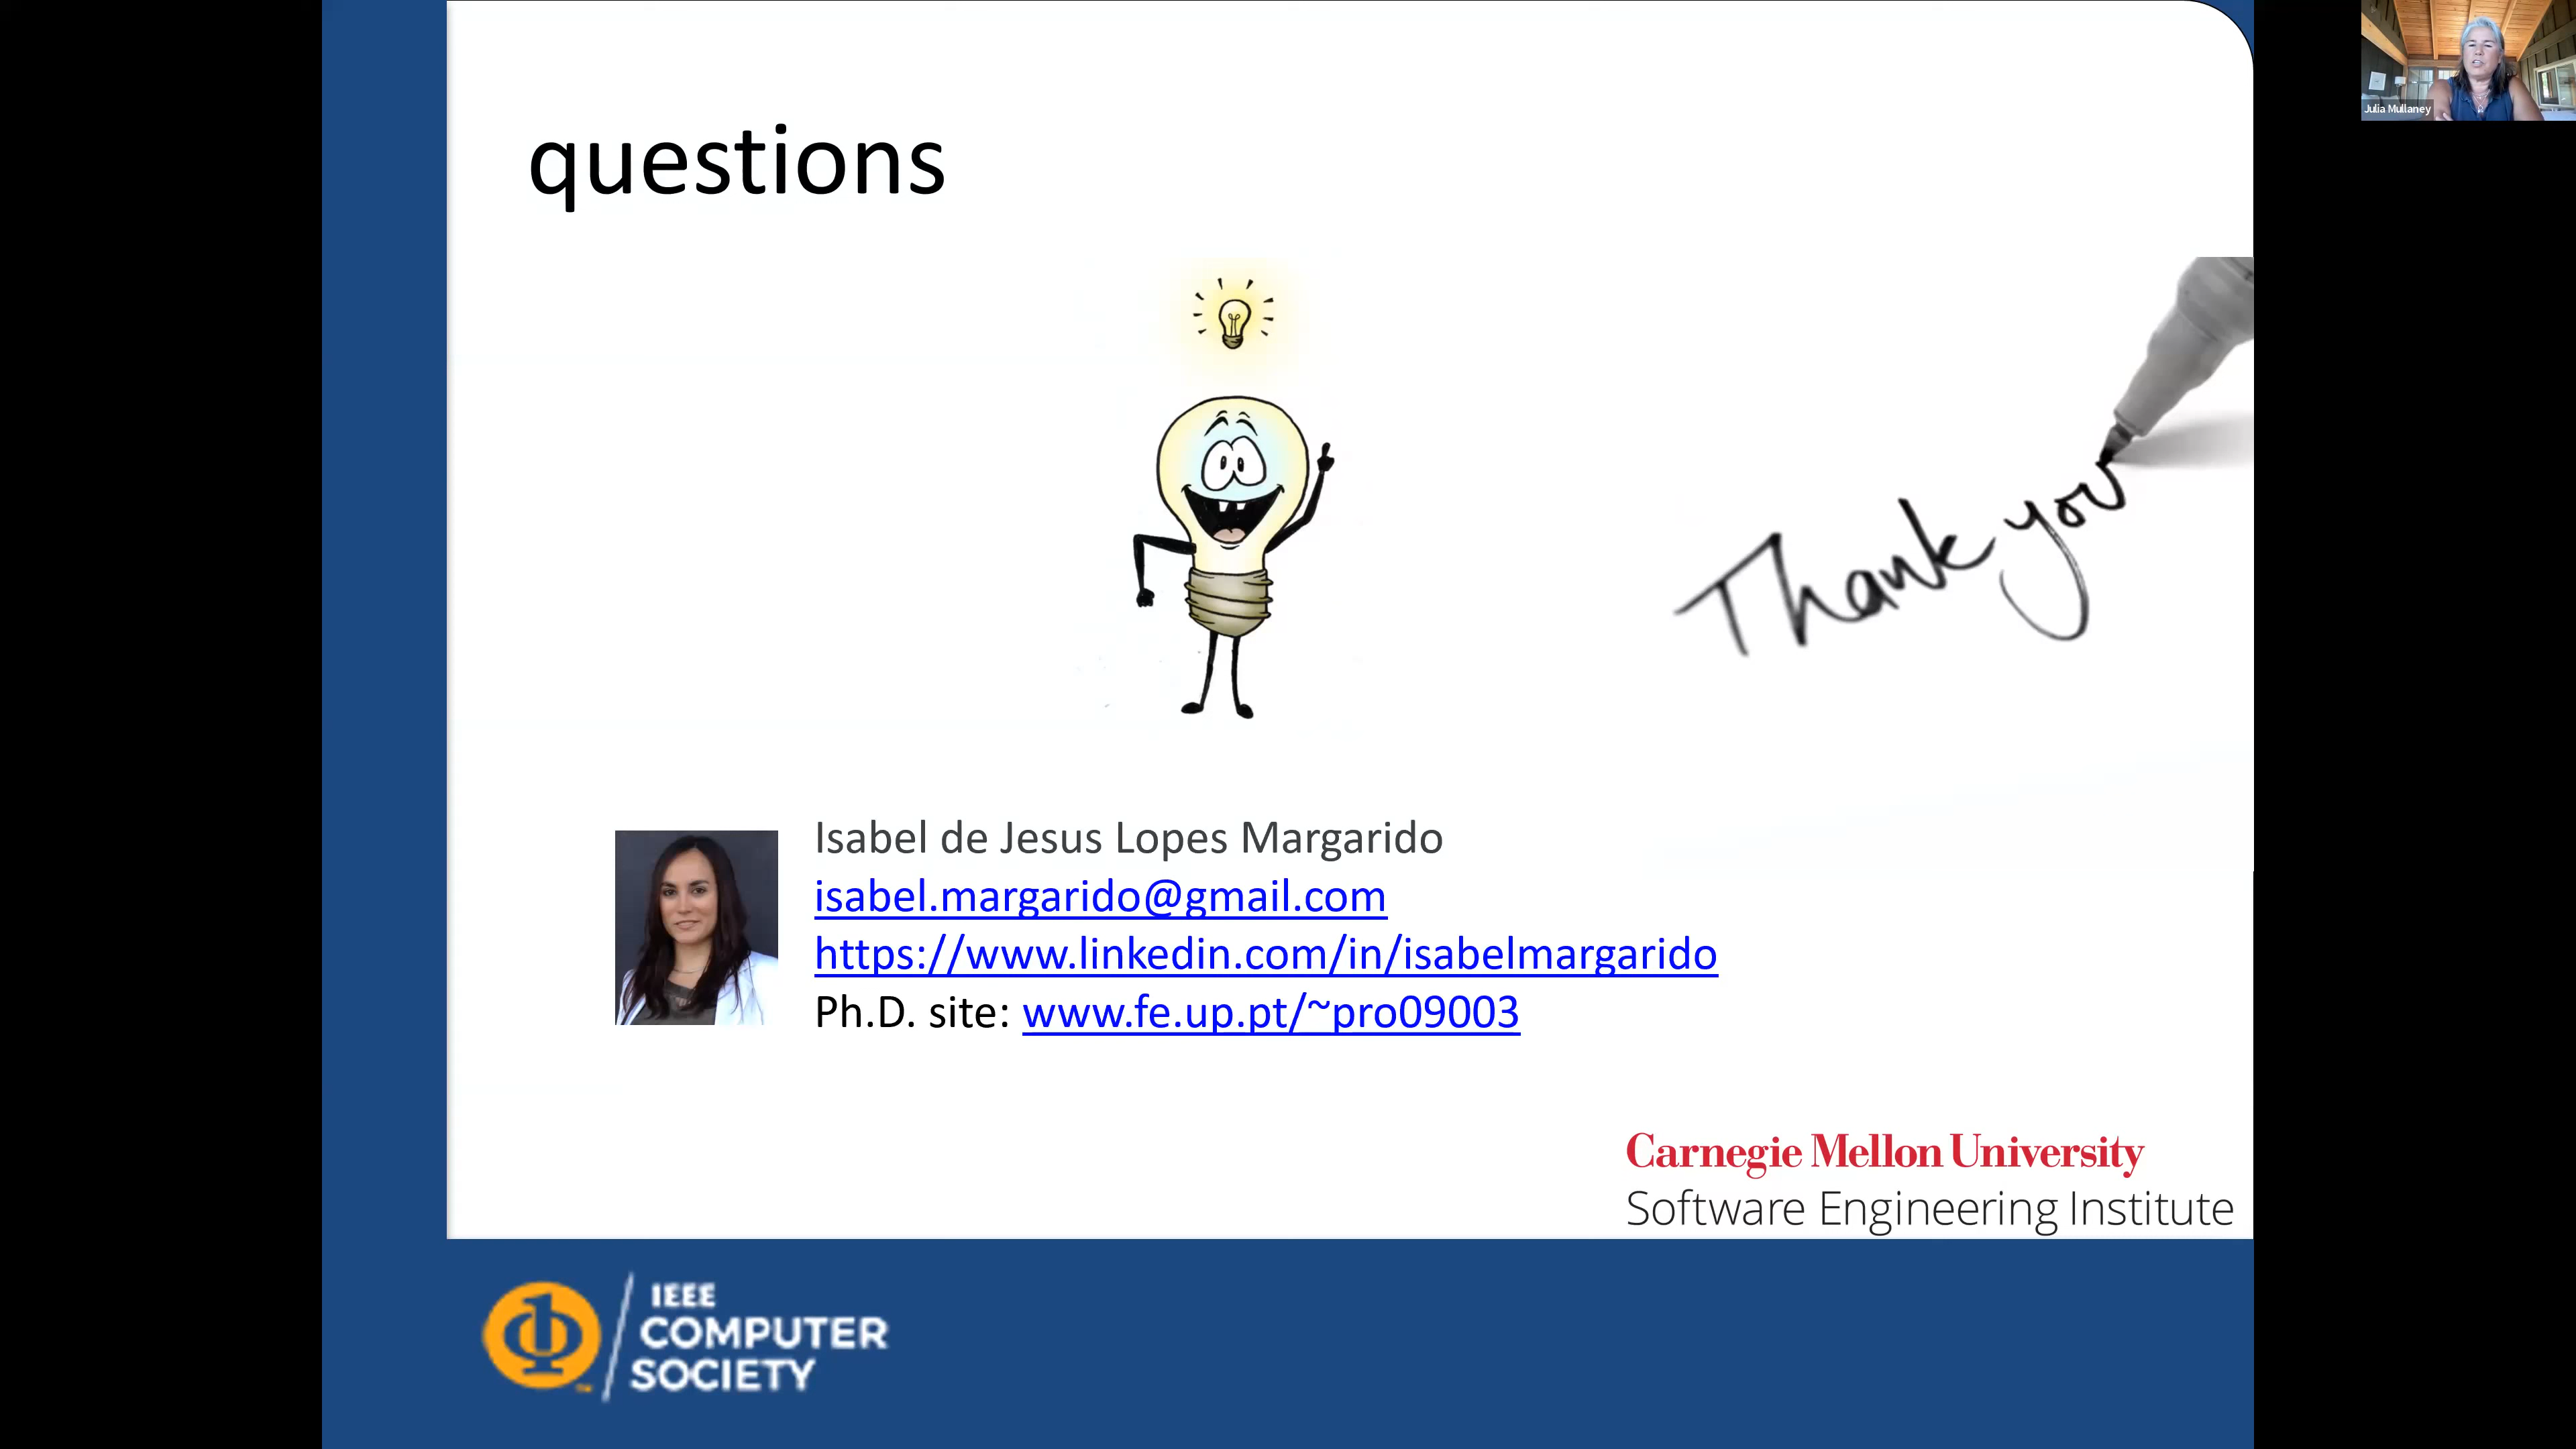 questions
Thank you
Isabel de Jesus Lopes Margarido
isabel.margarido@gmail.com
https://www.linkedin.com/in/isabelmargarido
Ph.D. site: www.fe.up.pt/~pro09003
Carnegie Mellon University
Software Engineering Institute
IEEE
COMPUTER
SOCIETY
TM
Julia Mullaney